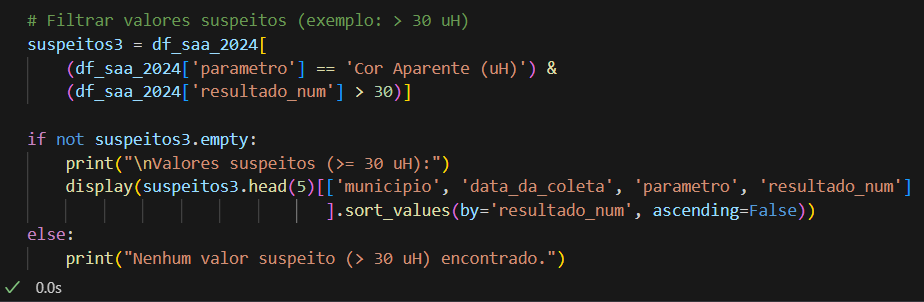 # Filtrar valores suspeitos (exemplo: > 30 uH)
suspeitos3 = df_saa_2024[
    (df_saa_2024['parametro'] == 'Cor Aparente (uH)') &
    (df_saa_2024['resultado_num'] > 30)]

if not suspeitos3.empty:
    print("\nValores suspeitos (>= 30 uH):")
    display(suspeitos3.head(5)[['municipio', 'data_da_coleta', 'parametro', 'resultado_num']
                               ].sort_values(by='resultado_num', ascending=False))
else:
    print("Nenhum valor suspeito (> 30 uH) encontrado.")
0.0s